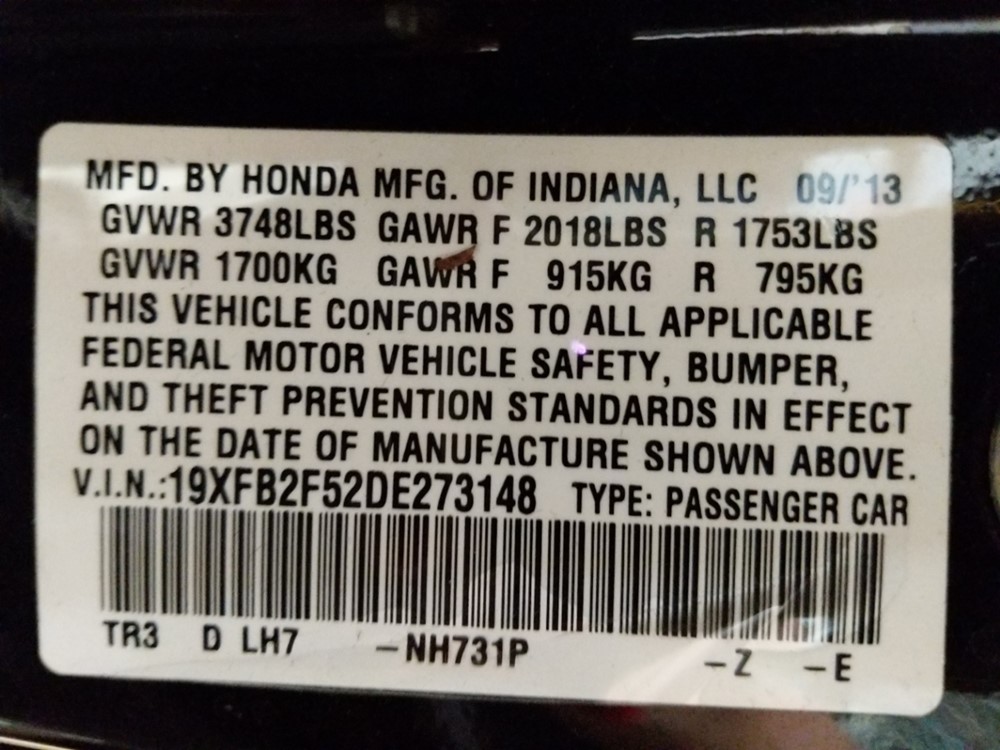 MFD. BY HONDA MFG. OF INDIANA, LLC 09/'13
GVWR 3748LBS GAWR F 2018LBS R 1753LBS
GVWR 1700KG GAWR F 915KG R 795KG
THIS VEHICLE CONFORMS TO ALL APPLICABLE
FEDERAL MOTOR VEHICLE SAFETY, BUMPER,
AND THEFT PREVENTION STANDARDS IN EFFECT
ON THE DATE OF MANUFACTURE SHOWN ABOVE.
V.I.N.:19XFB2F52DE273148 TYPE: PASSENGER CAR
TR3 D LH7 -NH731P -Z -E